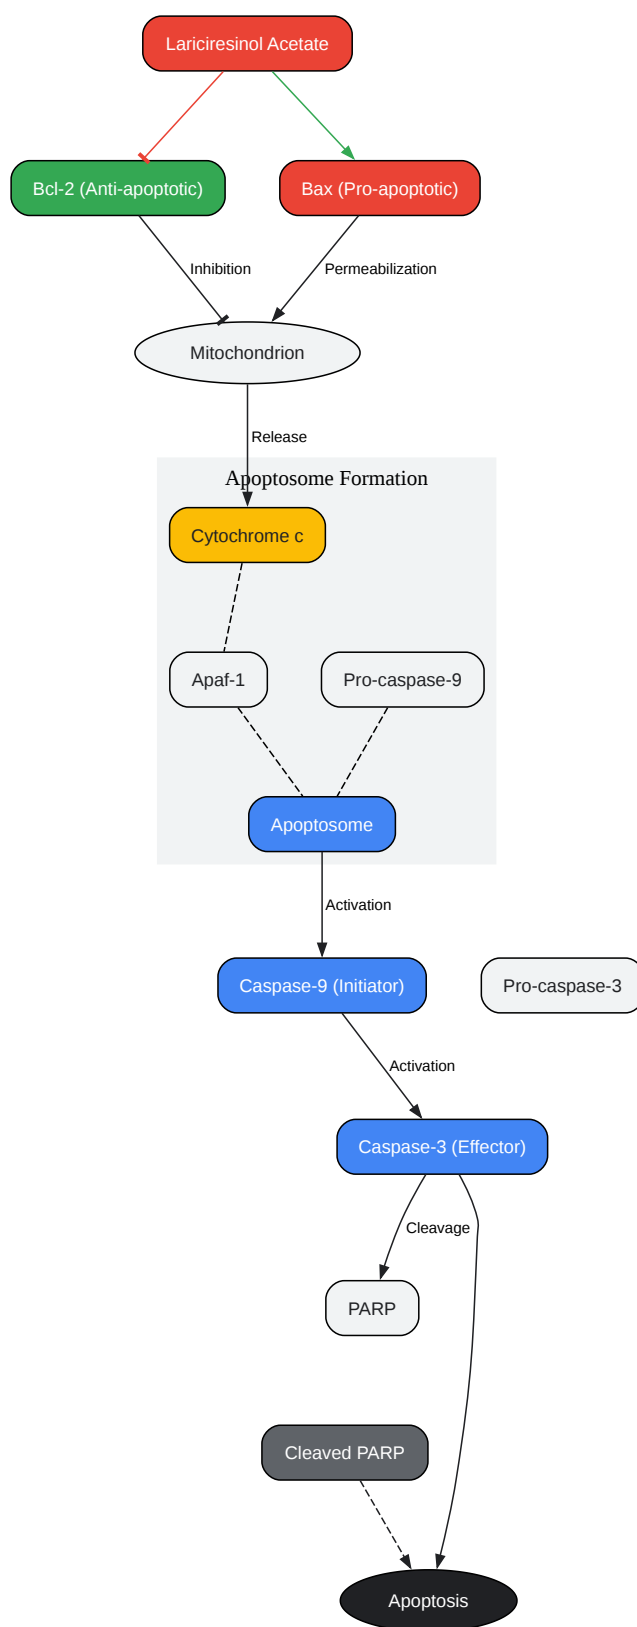 Lariciresinol Acetate
Bcl-2 (Anti-apoptotic)
Bax (Pro-apoptotic)
Inhibition
Permeabilization
Mitochondrion
Release
Apoptosome Formation
Cytochrome c
Apaf-1
Pro-caspase-9
Apoptosome
Activation
Caspase-9 (Initiator)
Pro-caspase-3
Activation
Caspase-3 (Effector)
Cleavage
PARP
Cleaved PARP
Apoptosis